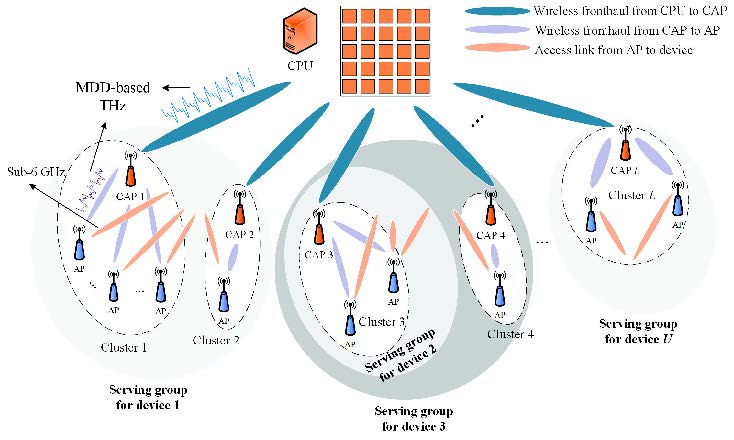 Wireless fronthaul from CPU to CAP
Wireless fronthaul from CAP to AP
Access link from AP to device
CPU
MDD-based
THz
Sub-6 GHz
CAP 1
AP
...
AP
...
AP
Cluster 1
CAP 2
AP
Cluster 2
Serving group
for device 1
CAP 3
AP
AP
Cluster 3
Serving group
for device 2
CAP 4
AP
Cluster 4
Serving group
for device 3
...
...
CAP L
Cluster L
AP
AP
Serving group
for device U